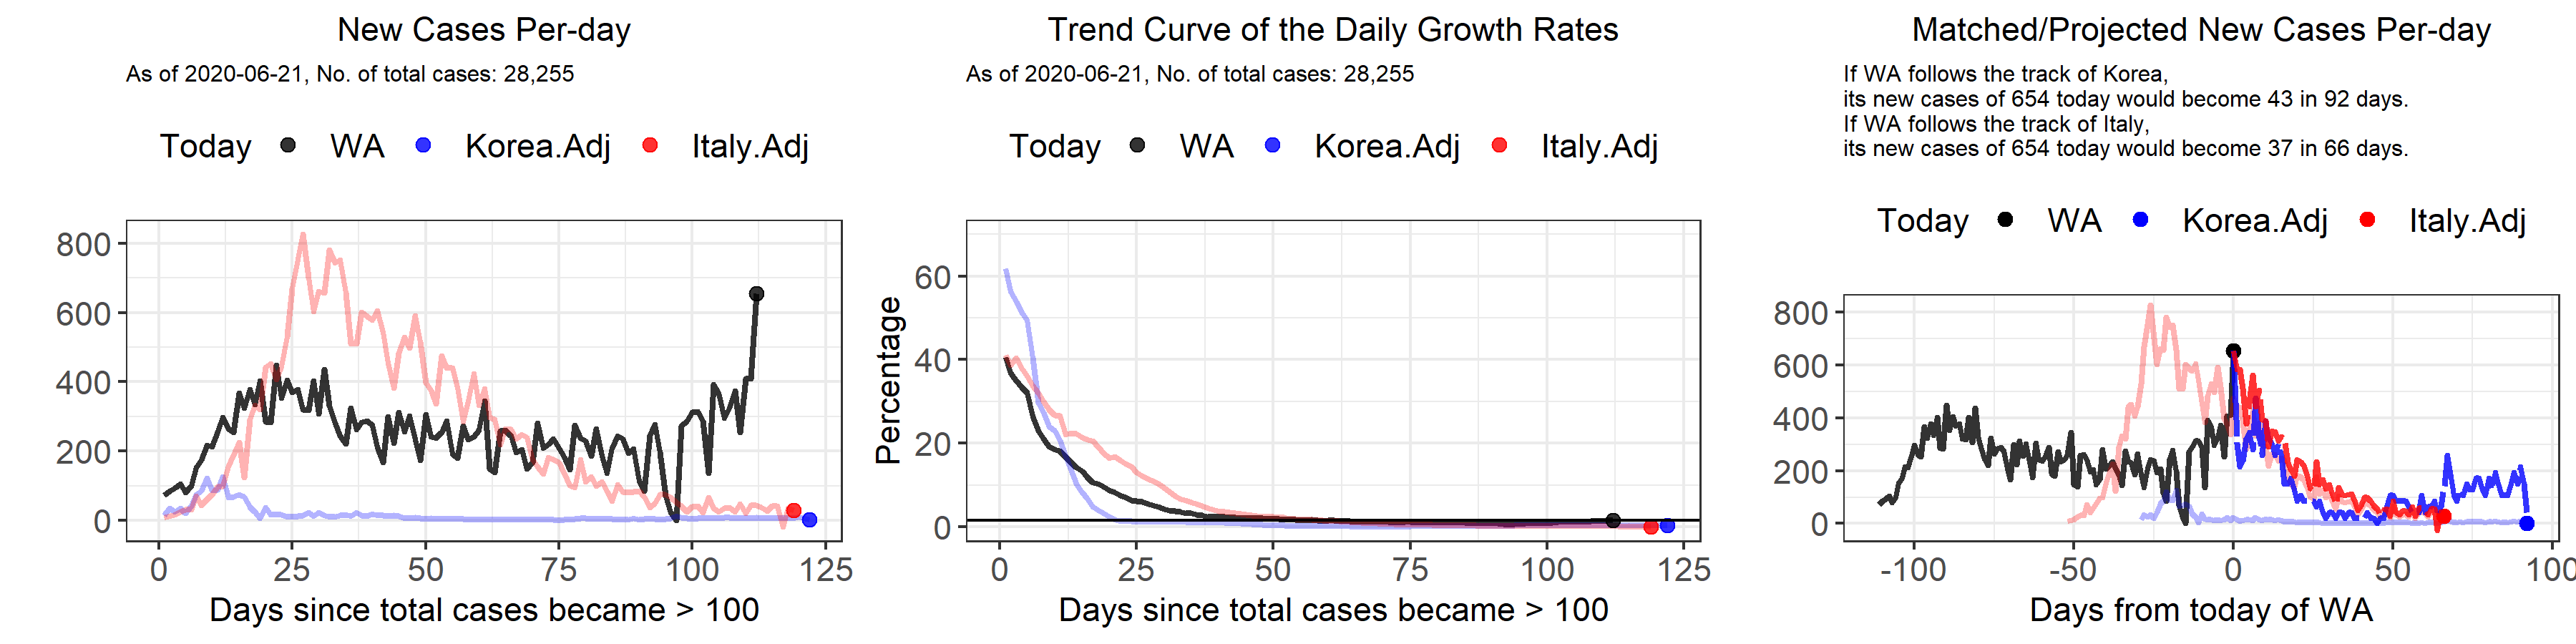 New Cases Per-day
As of 2020-06-21, No. of total cases: 28,255
Today WA Korea.Adj Italy.Adj
800
600
400
200
0
0 25 50 75 100 125
Days since total cases became > 100
Trend Curve of the Daily Growth Rates
As of 2020-06-21, No. of total cases: 28,255
Today WA Korea.Adj Italy.Adj
Percentage
60
40
20
0
0 25 50 75 100 125
Days since total cases became > 100
Matched/Projected New Cases Per-day
If WA follows the track of Korea,
its new cases of 654 today would become 43 in 92 days.
If WA follows the track of Italy,
its new cases of 654 today would become 37 in 66 days.
Today WA Korea.Adj Italy.Adj
800
600
400
200
0
-100 -50 0 50 100
Days from today of WA